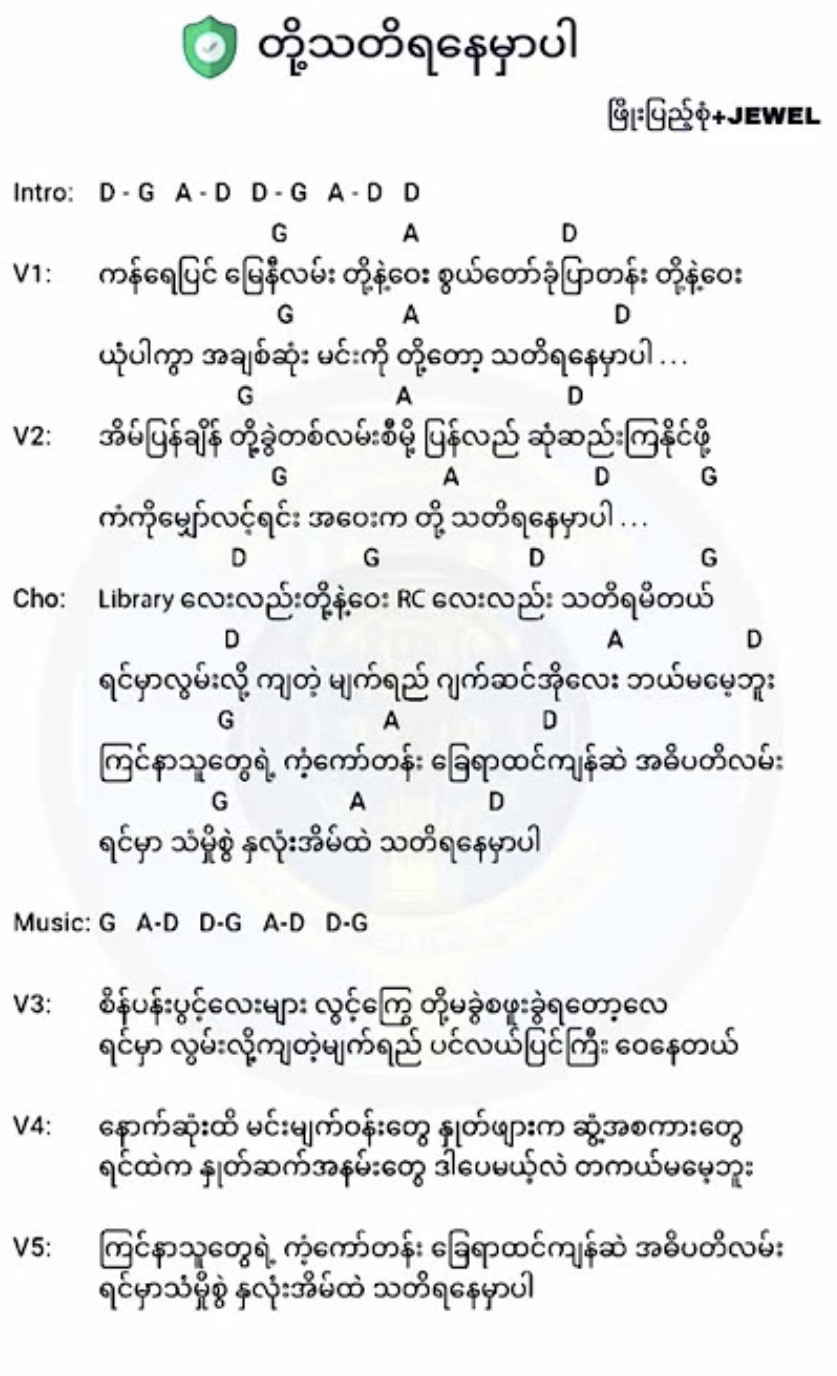 တို့သတိရနေမှာပါ
ဖြိုးပြည့်စုံ+JEWEL
Intro: D - G A - D D - G A - D D
G A D
V1: ကန်ရေပြင် မြေနီလမ်း တို့နဲ့ဝေး စွယ်တော်ခုံပြာတန်း တို့နဲ့ဝေး
G A D
ယုံပါကွာ အချစ်ဆုံး မင်းကို တို့တော့ သတိရနေမှာပါ ...
G A D
V2: အိမ်ပြန်ချိန် တို့ခွဲတစ်လမ်းစီမို့ ပြန်လည် ဆုံဆည်းကြနိုင်ဖို့
G A D G
ကံကိုမျှော်လင့်ရင်း အဝေးက တို့ သတိရနေမှာပါ ...
D G D G
Cho: Library လေးလည်းတို့နဲ့ဝေး RC လေးလည်း သတိရမိတယ်
D A D
ရင်မှာလွမ်းလို့ ကျတဲ့ မျက်ရည် ဂျက်ဆင်အိုလေး ဘယ်မမေ့ဘူး
G A D
ကြင်နာသူတွေရဲ့ ကံ့ကော်တန်း ခြေရာထင်ကျန်ဆဲ အဓိပတိလမ်း
G A D
ရင်မှာ သံမှိုစွဲ နှလုံးအိမ်ထဲ သတိရနေမှာပါ
Music: G A-D D-G A-D D-G
V3: စိန်ပန်းပွင့်လေးများ လွင့်ကြွေ တို့မခွဲစဖူးခွဲရတော့လေ
ရင်မှာ လွမ်းလို့ကျတဲ့မျက်ရည် ပင်လယ်ပြင်ကြီး ဝေနေတယ်
V4: နောက်ဆုံးထိ မင်းမျက်ဝန်းတွေ နှုတ်ဖျားက ဆွံ့အစကားတွေ
ရင်ထဲက နှုတ်ဆက်အနမ်းတွေ ဒါပေမယ့်လဲ တကယ်မမေ့ဘူး
V5: ကြင်နာသူတွေရဲ့ ကံ့ကော်တန်း ခြေရာထင်ကျန်ဆဲ အဓိပတိလမ်း
ရင်မှာသံမှိုစွဲ နှလုံးအိမ်ထဲ သတိရနေမှာပါ